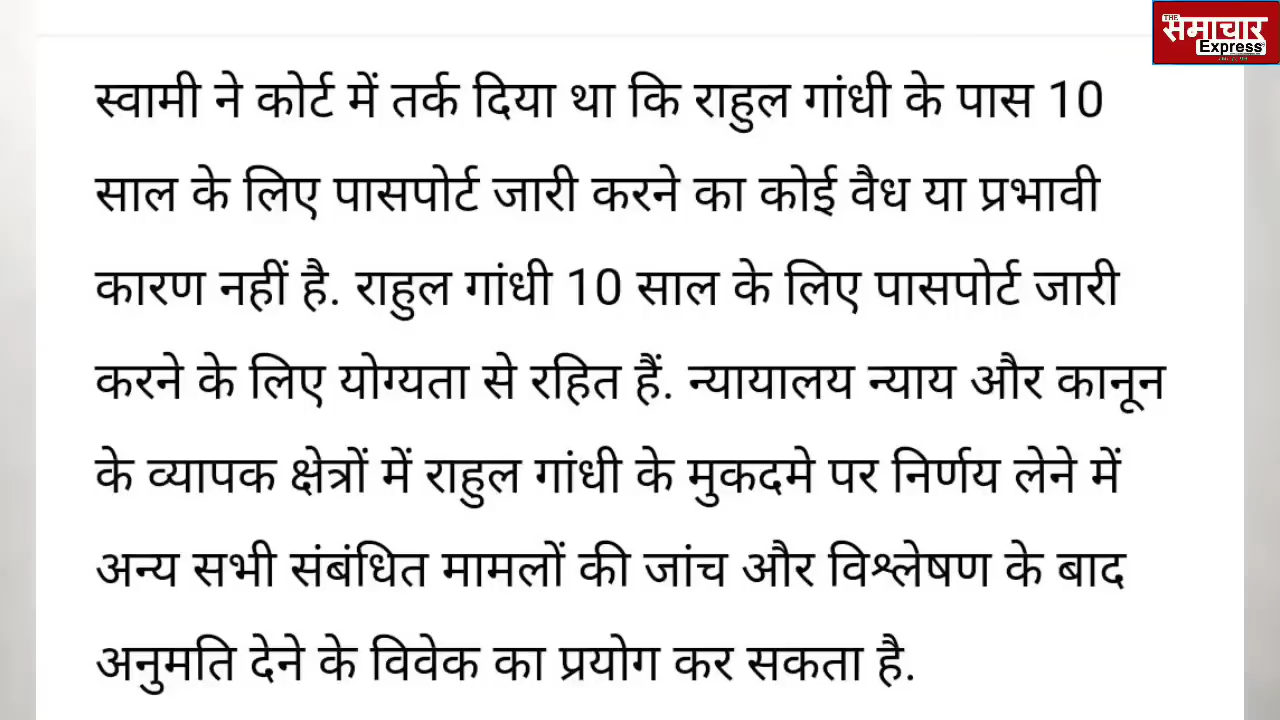 THE
समाचार
Express
स्वामी ने कोर्ट में तर्क दिया था कि राहुल गांधी के पास 10
साल के लिए पासपोर्ट जारी करने का कोई वैध या प्रभावी
कारण नहीं है. राहुल गांधी 10 साल के लिए पासपोर्ट जारी
करने के लिए योग्यता से रहित हैं. न्यायालय न्याय और कानून
के व्यापक क्षेत्रों में राहुल गांधी के मुकदमे पर निर्णय लेने में
अन्य सभी संबंधित मामलों की जांच और विश्लेषण के बाद
अनुमति देने के विवेक का प्रयोग कर सकता है.